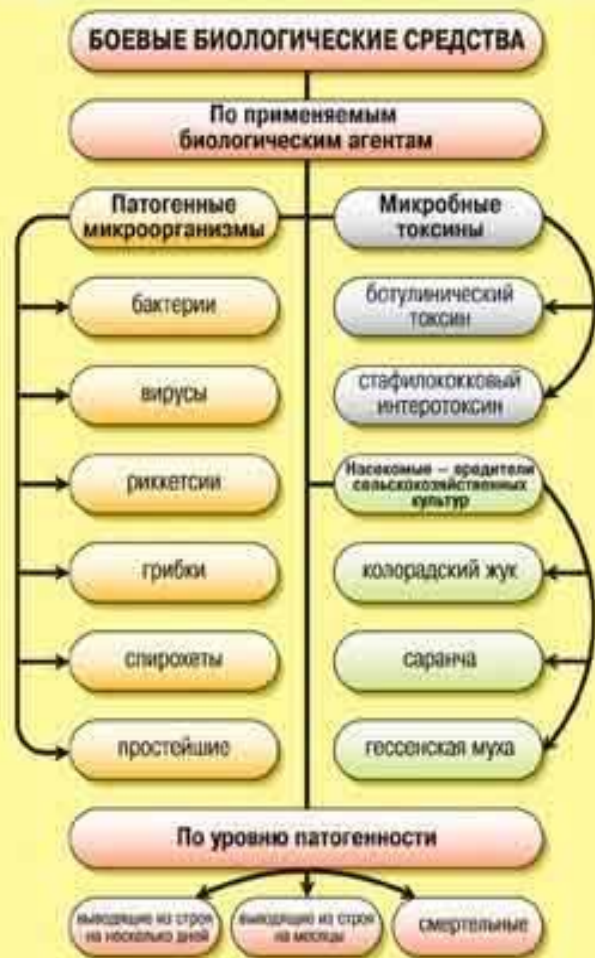 БОЕВЫЕ БИОЛОГИЧЕСКИЕ СРЕДСТВА
По применяемым
биологическим агентам
Патогенные
микроорганизмы
бактерии
вирусы
риккетсии
грибки
спирохеты
простейшие
Микробные
токсины
ботулинический
токсин
стафилококковый
интеротоксин
Насекомые – вредители
сельскохозяйственных
культур
колорадский жук
саранча
гессенская муха
По уровню патогенности
выводящие из строя
на несколько дней
выводящие из строя
на месяцы
смертельные